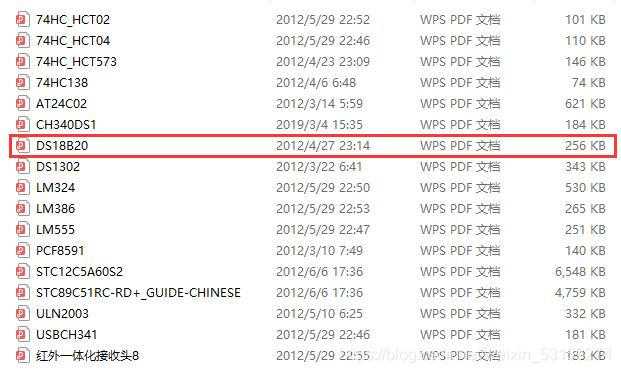 74HC_HCT02 2012/5/29 22:52 WPS PDF 文档 101 KB
74HC_HCT04 2012/5/29 22:46 WPS PDF 文档 110 KB
74HC_HCT573 2012/4/23 23:09 WPS PDF 文档 146 KB
74HC138 2012/4/6 6:48 WPS PDF 文档 74 KB
AT24C02 2012/3/14 5:59 WPS PDF 文档 621 KB
CH340DS1 2019/3/4 15:35 WPS PDF 文档 184 KB
DS18B20 2012/4/27 23:14 WPS PDF 文档 256 KB
DS1302 2012/3/22 6:41 WPS PDF 文档 343 KB
LM324 2012/5/29 22:50 WPS PDF 文档 530 KB
LM386 2012/5/29 22:53 WPS PDF 文档 265 KB
LM555 2012/5/29 22:47 WPS PDF 文档 251 KB
PCF8591 2012/3/10 7:49 WPS PDF 文档 140 KB
STC12C5A60S2 2012/6/6 17:36 WPS PDF 文档 6,548 KB
STC89C51RC-RD+_GUIDE-CHINESE 2012/6/6 17:36 WPS PDF 文档 4,759 KB
ULN2003 2012/5/10 6:25 WPS PDF 文档 332 KB
USBCH341 2012/5/29 22:46 WPS PDF 文档 181 KB
红外一体化接收头8 2012/5/29 22:55 WPS PDF 文档 183 KB